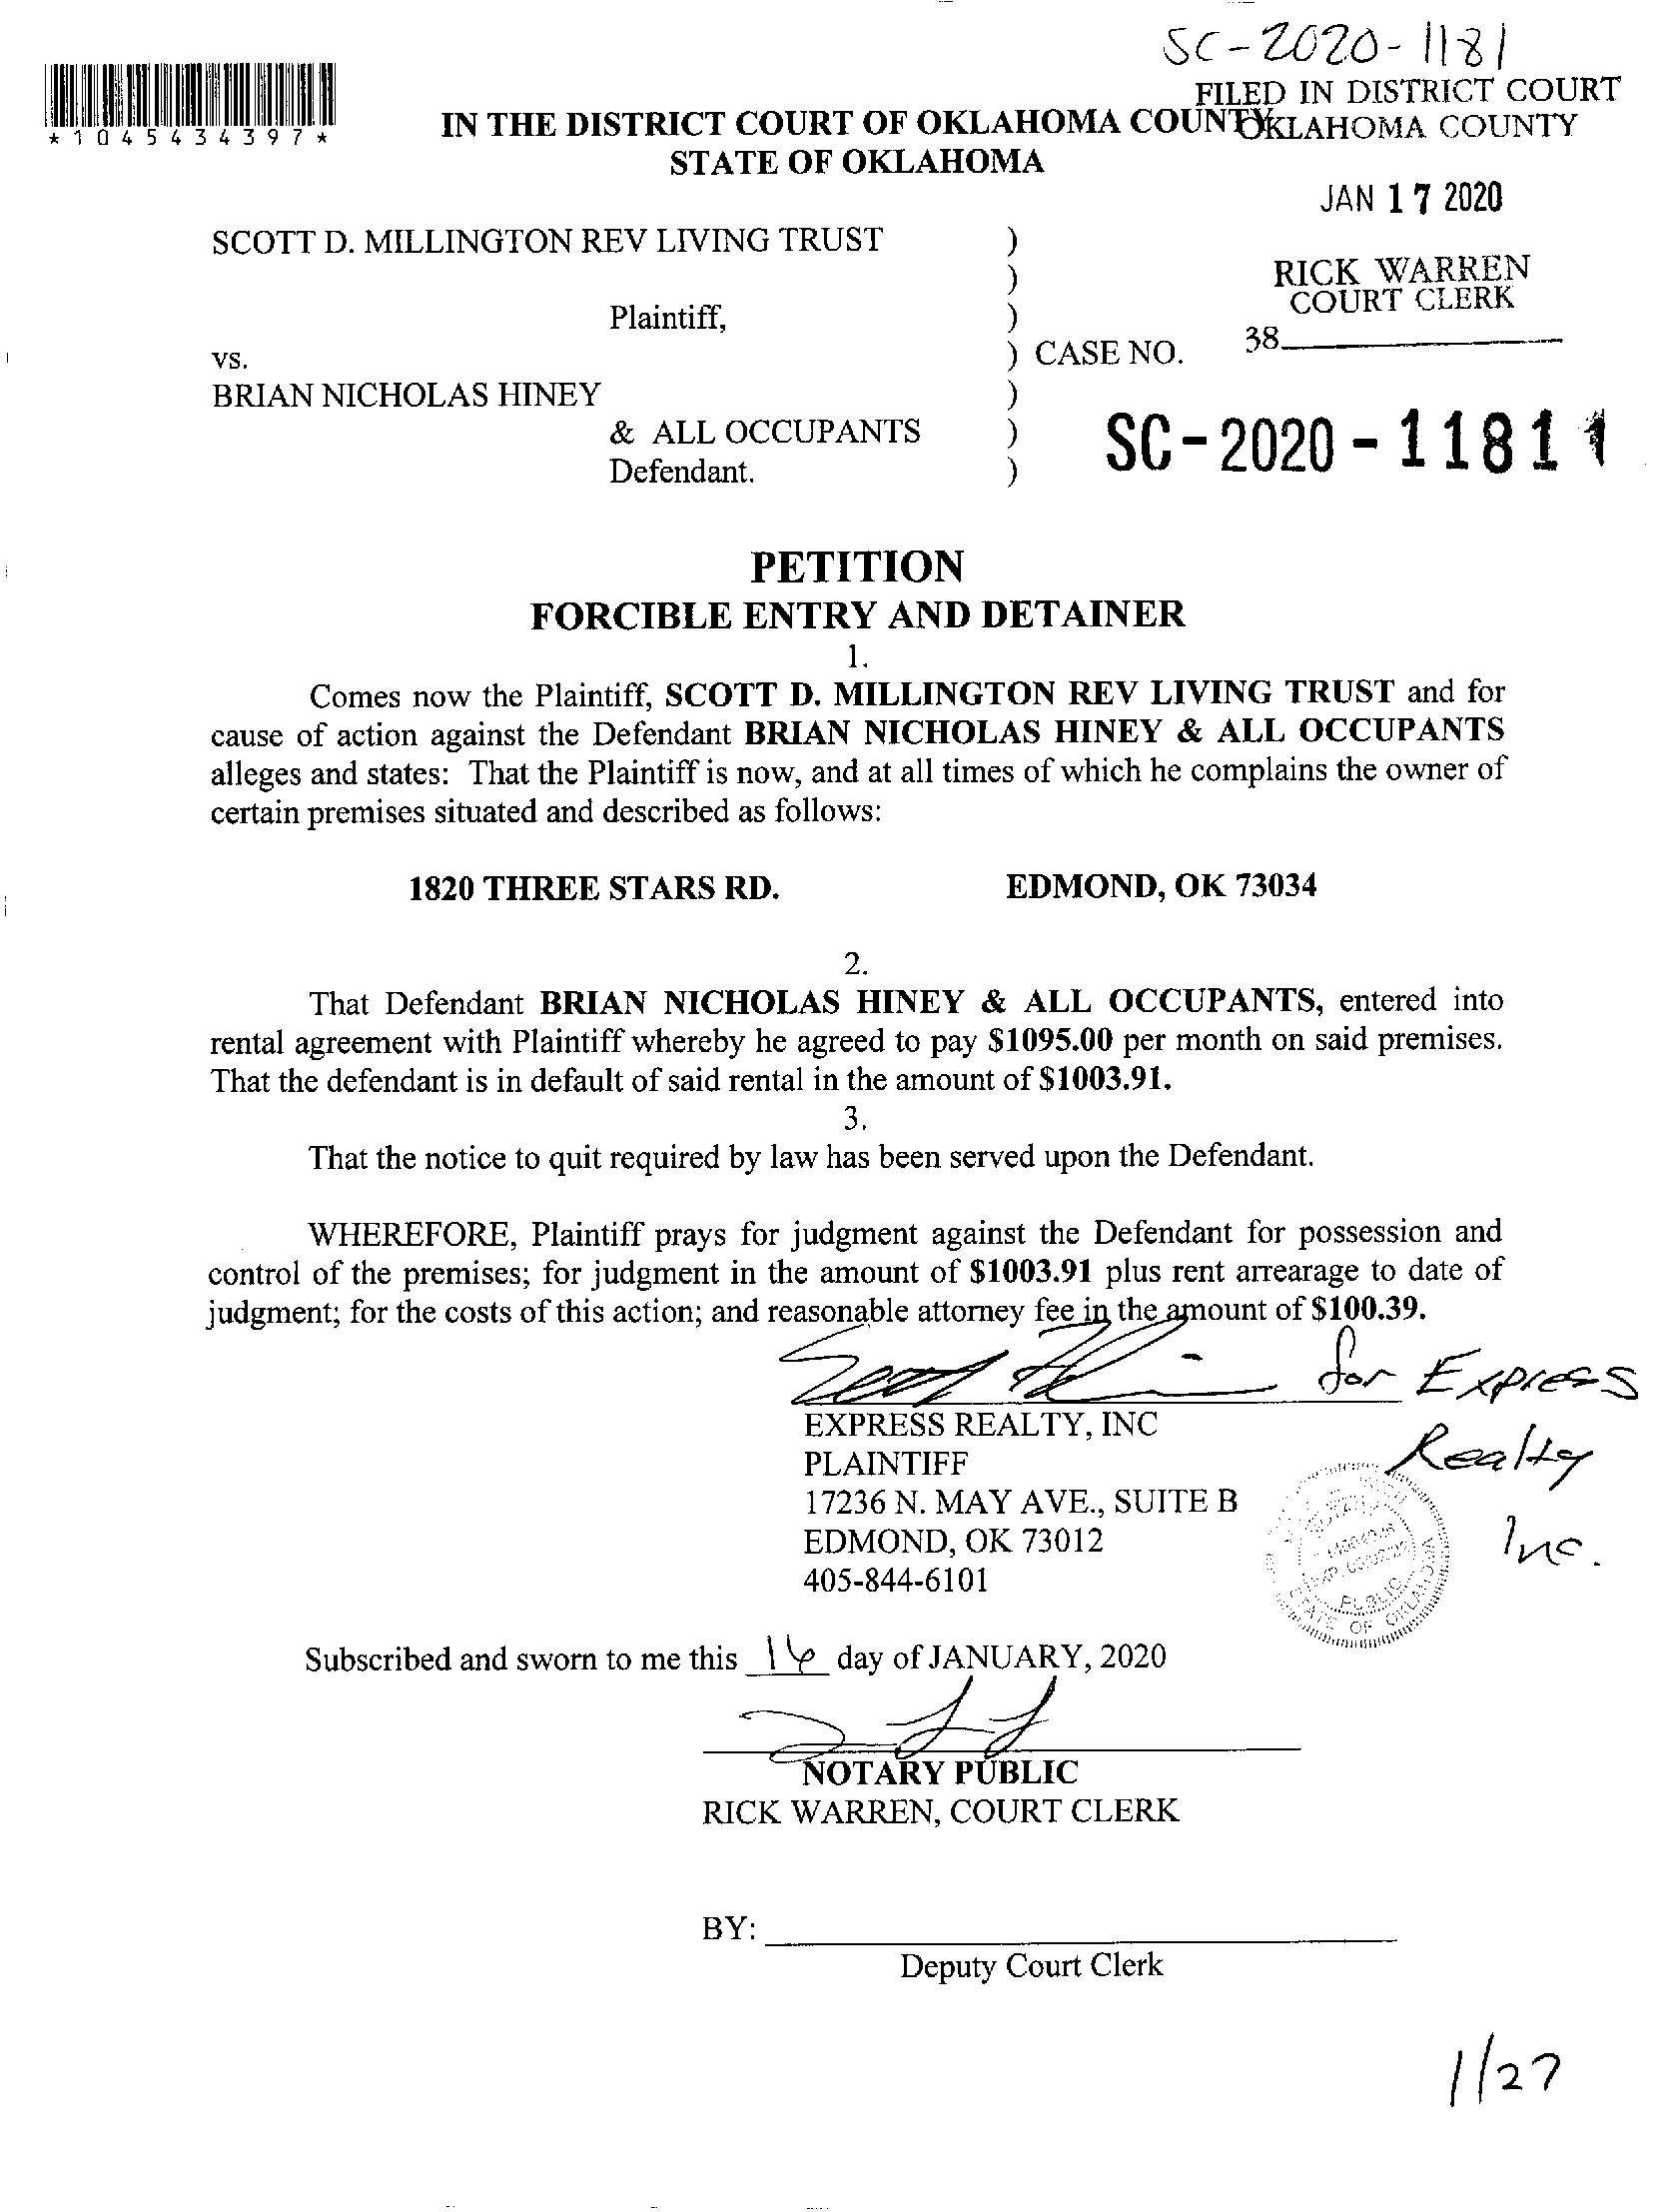 SC-2020-1181
FILED IN DISTRICT COURT
OKLAHOMA COUNTY
*1045434397*
IN THE DISTRICT COURT OF OKLAHOMA COUNTY
STATE OF OKLAHOMA
JAN 17 2020
SCOTT D. MILLINGTON REV LIVING TRUST )
)
RICK WARREN
COURT CLERK
Plaintiff, )
38
vs. ) CASE NO.
BRIAN NICHOLAS HINEY )
& ALL OCCUPANTS )
SC-2020-11811
Defendant. )
PETITION
FORCIBLE ENTRY AND DETAINER
1.
Comes now the Plaintiff, SCOTT D. MILLINGTON REV LIVING TRUST and for
cause of action against the Defendant BRIAN NICHOLAS HINEY & ALL OCCUPANTS
alleges and states: That the Plaintiff is now, and at all times of which he complains the owner of
certain premises situated and described as follows:
1820 THREE STARS RD. EDMOND, OK 73034
2.
That Defendant BRIAN NICHOLAS HINEY & ALL OCCUPANTS, entered into
rental agreement with Plaintiff whereby he agreed to pay $1095.00 per month on said premises.
That the defendant is in default of said rental in the amount of $1003.91.
3.
That the notice to quit required by law has been served upon the Defendant.
WHEREFORE, Plaintiff prays for judgment against the Defendant for possession and
control of the premises; for judgment in the amount of $1003.91 plus rent arrearage to date of
judgment; for the costs of this action; and reasonable attorney fee in the amount of $100.39.
for Express
Realty
Inc.
EXPRESS REALTY, INC
PLAINTIFF
17236 N. MAY AVE., SUITE B
EDMOND, OK 73012
405-844-6101
PUBLIC
STATE OF OKLAHOMA
Subscribed and sworn to me this 16 day of JANUARY, 2020
NOTARY PUBLIC
RICK WARREN, COURT CLERK
BY:
Deputy Court Clerk
1/27